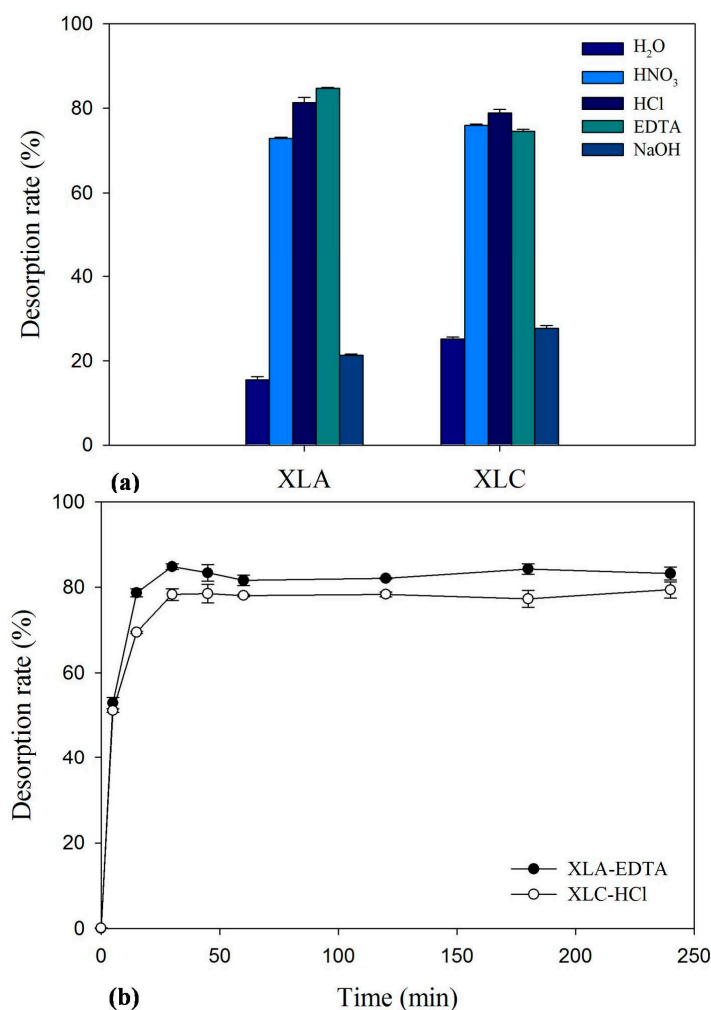 100
80
60
40
20
0
Desorption rate (%)
H₂O
HNO₃
HCl
EDTA
NaOH
XLA
XLC
(a)
100
80
60
40
20
0
Desorption rate (%)
XLA-EDTA
XLC-HCl
0
50
100
150
200
250
(b)
Time (min)